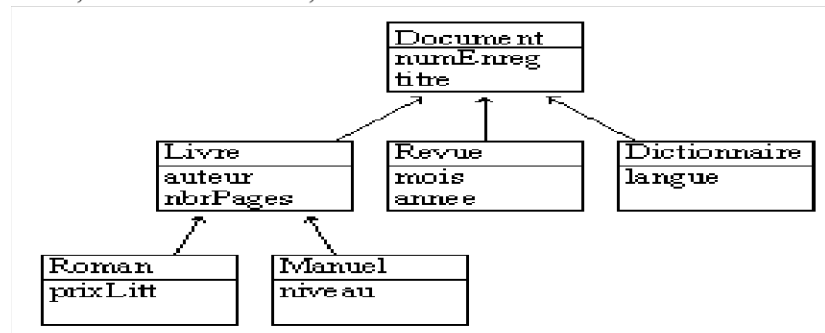 Document
numEnreg
titre
Livre
auteur
nbrPages
Revue
mois
annee
Dictionnaire
langue
Roman
prixLitt
Manuel
niveau